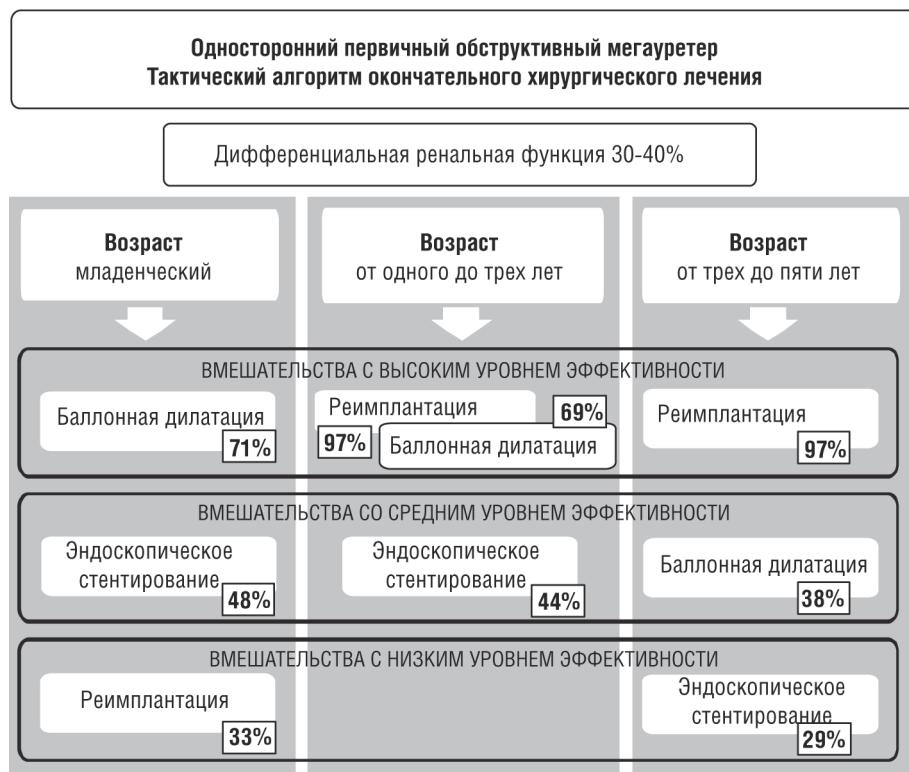 Односторонний первичный обструктивный мегауретер
Тактический алгоритм окончательного хирургического лечения
Дифференциальная ренальная функция 30-40%
Возраст
младенческий
Возраст
от одного до трех лет
Возраст
от трех до пяти лет
ВМЕШАТЕЛЬСТВА С ВЫСОКИМ УРОВНЕМ ЭФФЕКТИВНОСТИ
Баллонная дилатация
71%
Реимплантация
97%
69%
Баллонная дилатация
Реимплантация
97%
ВМЕШАТЕЛЬСТВА СО СРЕДНИМ УРОВНЕМ ЭФФЕКТИВНОСТИ
Эндоскопическое
стентирование
48%
Эндоскопическое
стентирование
44%
Баллонная дилатация
38%
ВМЕШАТЕЛЬСТВА С НИЗКИМ УРОВНЕМ ЭФФЕКТИВНОСТИ
Реимплантация
33%
Эндоскопическое
стентирование
29%